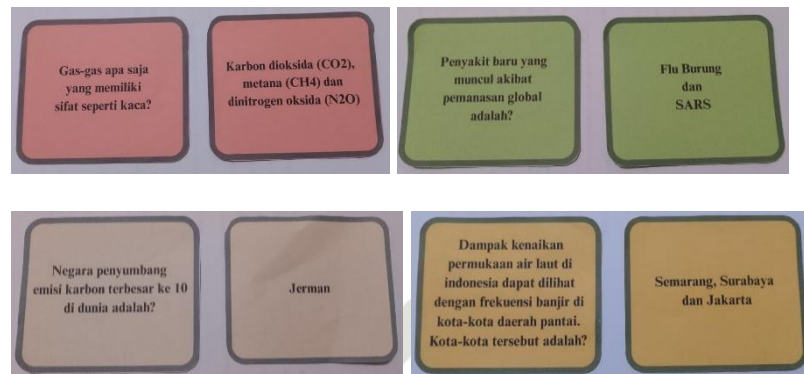 Gas-gas apa saja
yang memiliki
sifat seperti kaca?
Karbon dioksida (CO2),
metana (CH4) dan
dinitrogen oksida (N2O)
Penyakit baru yang
muncul akibat
pemanasan global
adalah?
Flu Burung
dan
SARS
Negara penyumbang
emisi karbon terbesar ke 10
di dunia adalah?
Jerman
Dampak kenaikan
permukaan air laut di
indonesia dapat dilihat
dengan frekuensi banjir di
kota-kota daerah pantai.
Kota-kota tersebut adalah?
Semarang, Surabaya
dan Jakarta